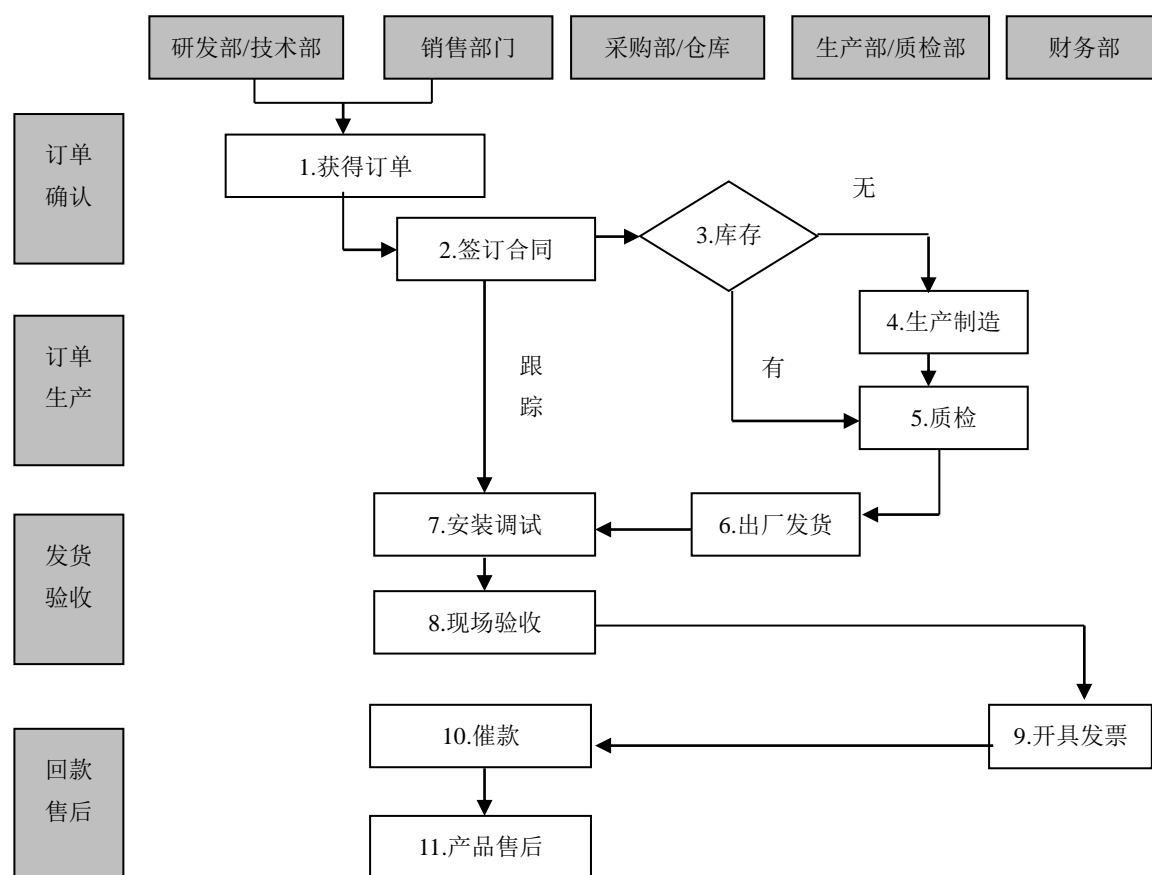 研发部/技术部
销售部门
采购部/仓库
生产部/质检部
财务部
订单
确认
1.获得订单
无
2.签订合同
3.库存
订单
生产
4.生产制造
跟
踪
有
5.质检
发货
验收
7.安装调试
6.出厂发货
8.现场验收
回款
售后
10.催款
9.开具发票
11.产品售后